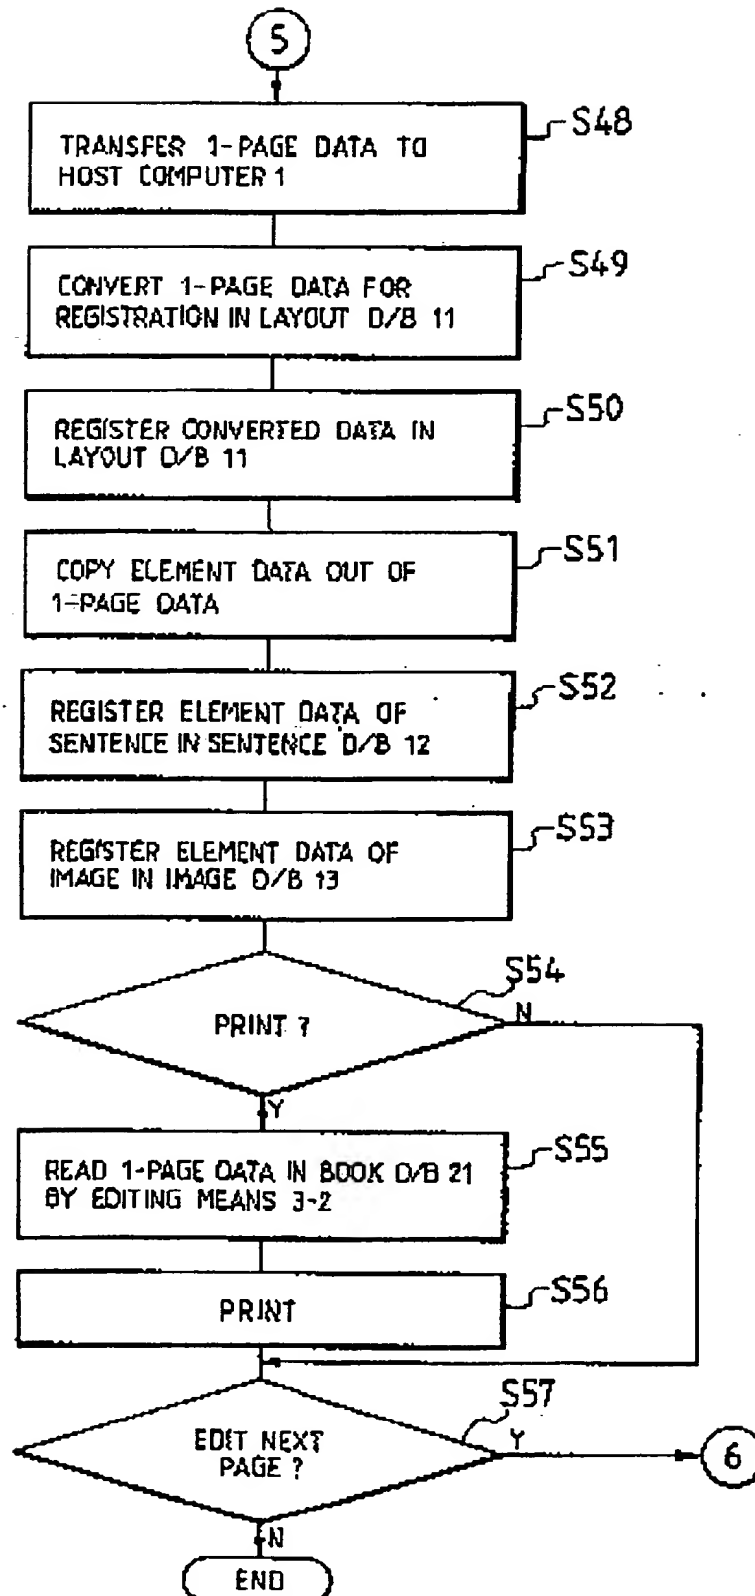 5
TRANSFER 1-PAGE DATA TO
HOST COMPUTER 1
S48
CONVERT 1-PAGE DATA FOR
REGISTRATION IN LAYOUT D/B 11
S49
REGISTER CONVERTED DATA IN
LAYOUT D/B 11
S50
COPY ELEMENT DATA OUT OF
1-PAGE DATA
S51
REGISTER ELEMENT DATA OF
SENTENCE IN SENTENCE D/B 12
S52
REGISTER ELEMENT DATA OF
IMAGE IN IMAGE D/B 13
S53
S54
PRINT ?
N
Y
READ 1-PAGE DATA IN BOOK D/B 21
BY EDITING MEANS 3-2
S55
PRINT
S56
S57
EDIT NEXT
PAGE ?
Y
6
N
END